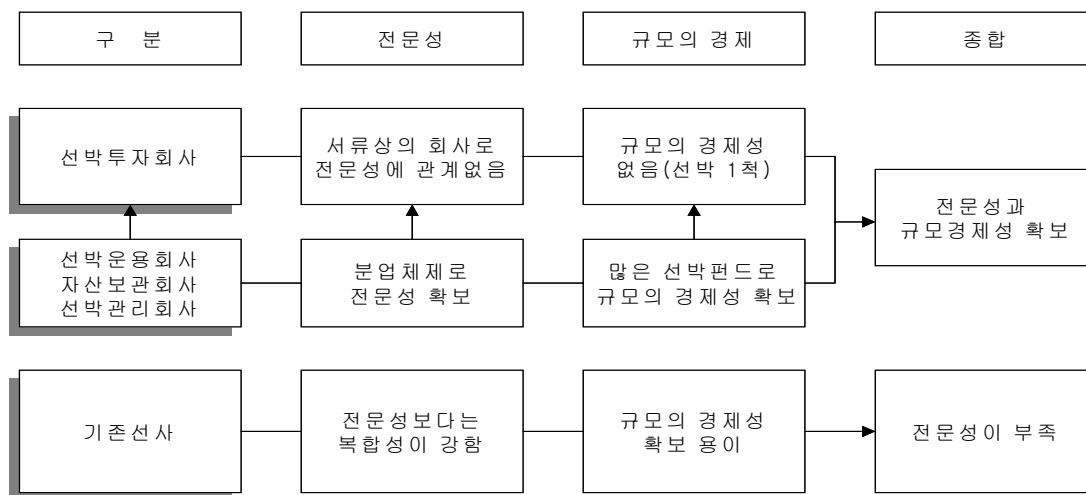 구 분
전문성
규모의 경제
종합
선박투자회사
서류상의 회사로
전문성에 관계없음
규모의 경제성
없음(선박 1척)
전문성과
규모경제성 확보
선박운용회사
자산보관회사
선박관리회사
분업체제로
전문성 확보
많은 선박펀드로
규모의 경제성 확보
기존선사
전문성보다는
복합성이 강함
규모의 경제성
확보 용이
전문성이 부족